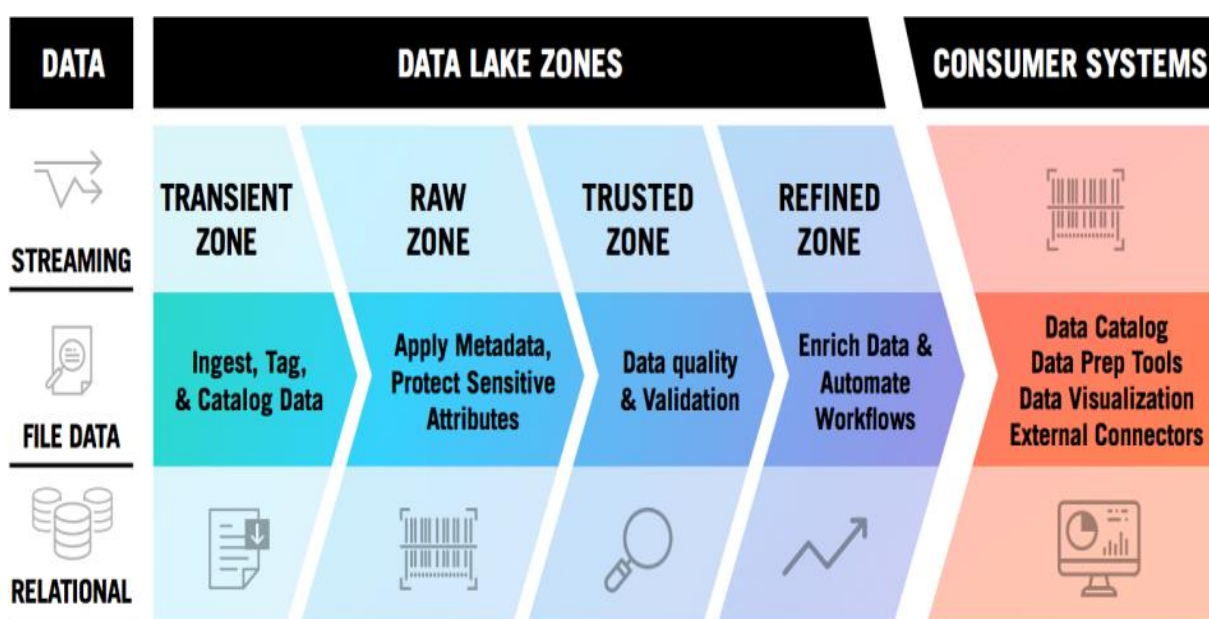 DATA
DATA LAKE ZONES
CONSUMER SYSTEMS
STREAMING
FILE DATA
RELATIONAL
TRANSIENT
ZONE
Ingest, Tag,
& Catalog Data
RAW
ZONE
Apply Metadata,
Protect Sensitive
Attributes
TRUSTED
ZONE
Data quality
& Validation
REFINED
ZONE
Enrich Data &
Automate
Workflows
Data Catalog
Data Prep Tools
Data Visualization
External Connectors